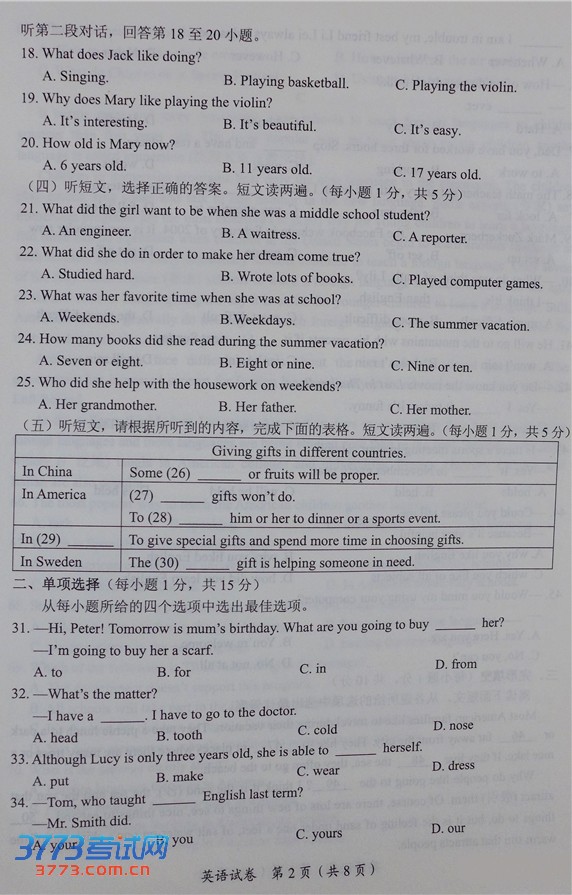 听第二段对话，回答第 18 至 20 小题。
18. What does Jack like doing?
A. Singing. B. Playing basketball. C. Playing the violin.
19. Why does Mary like playing the violin?
A. It's interesting. B. It's beautiful. C. It's easy.
20. How old is Mary now?
A. 6 years old. B. 11 years old. C. 17 years old.
（四）听短文，选择正确的答案。短文读两遍。（每小题 1 分，共 5 分）
21. What did the girl want to be when she was a middle school student?
A. An engineer. B. A waitress. C. A reporter.
22. What did she do in order to make her dream come true?
A. Studied hard. B. Wrote lots of books. C. Played computer games.
23. What was her favorite time when she was at school?
A. Weekends. B.Weekdays. C. The summer vacation.
24. How many books did she read during the summer vacation?
A. Seven or eight. B. Eight or nine. C. Nine or ten.
25. Who did she help with the housework on weekends?
A. Her grandmother. B. Her father. C. Her mother.
（五）听短文，请根据所听到的内容，完成下面的表格。短文读两遍。（每小题 1 分，共 5 分）
Giving gifts in different countries.
In China Some (26) ______ or fruits will be proper.
In America (27) ______ gifts won't do.
To (28) ______ him or her to dinner or a sports event.
In (29) ______ To give special gifts and spend more time in choosing gifts.
In Sweden The (30) ______ gift is helping someone in need.
二、单项选择（每小题 1 分，共 15 分）
从每小题所给的四个选项中选出最佳选项。
31. —Hi, Peter! Tomorrow is mum's birthday. What are you going to buy ______ her?
—I'm going to buy her a scarf.
A. to B. for C. in D. from
32. —What's the matter?
—I have a ______. I have to go to the doctor.
A. head B. tooth C. cold D. nose
33. Although Lucy is only three years old, she is able to ______ herself.
A. put B. make C. wear D. dress
34. —Tom, who taught ______ English last term?
—Mr. Smith did.
A. your B. you C. yours D. our
3773考试网
www.3773.com.cn
英语试卷 第 2 页（共 8 页）